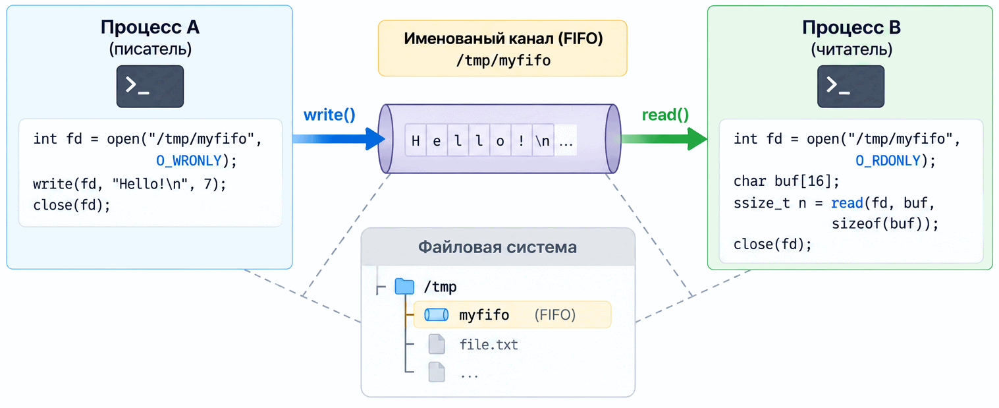 Процесс A
(писатель)
>_
int fd = open("/tmp/myfifo",
O_WRONLY);
write(fd, "Hello!\n", 7);
close(fd);
write()
Именованый канал (FIFO)
/tmp/myfifo
H e l l o ! \n ...
read()
Процесс B
(читатель)
>_
int fd = open("/tmp/myfifo",
O_RDONLY);
char buf[16];
ssize_t n = read(fd, buf,
sizeof(buf));
close(fd);
Файловая система
/tmp
myfifo (FIFO)
file.txt
...